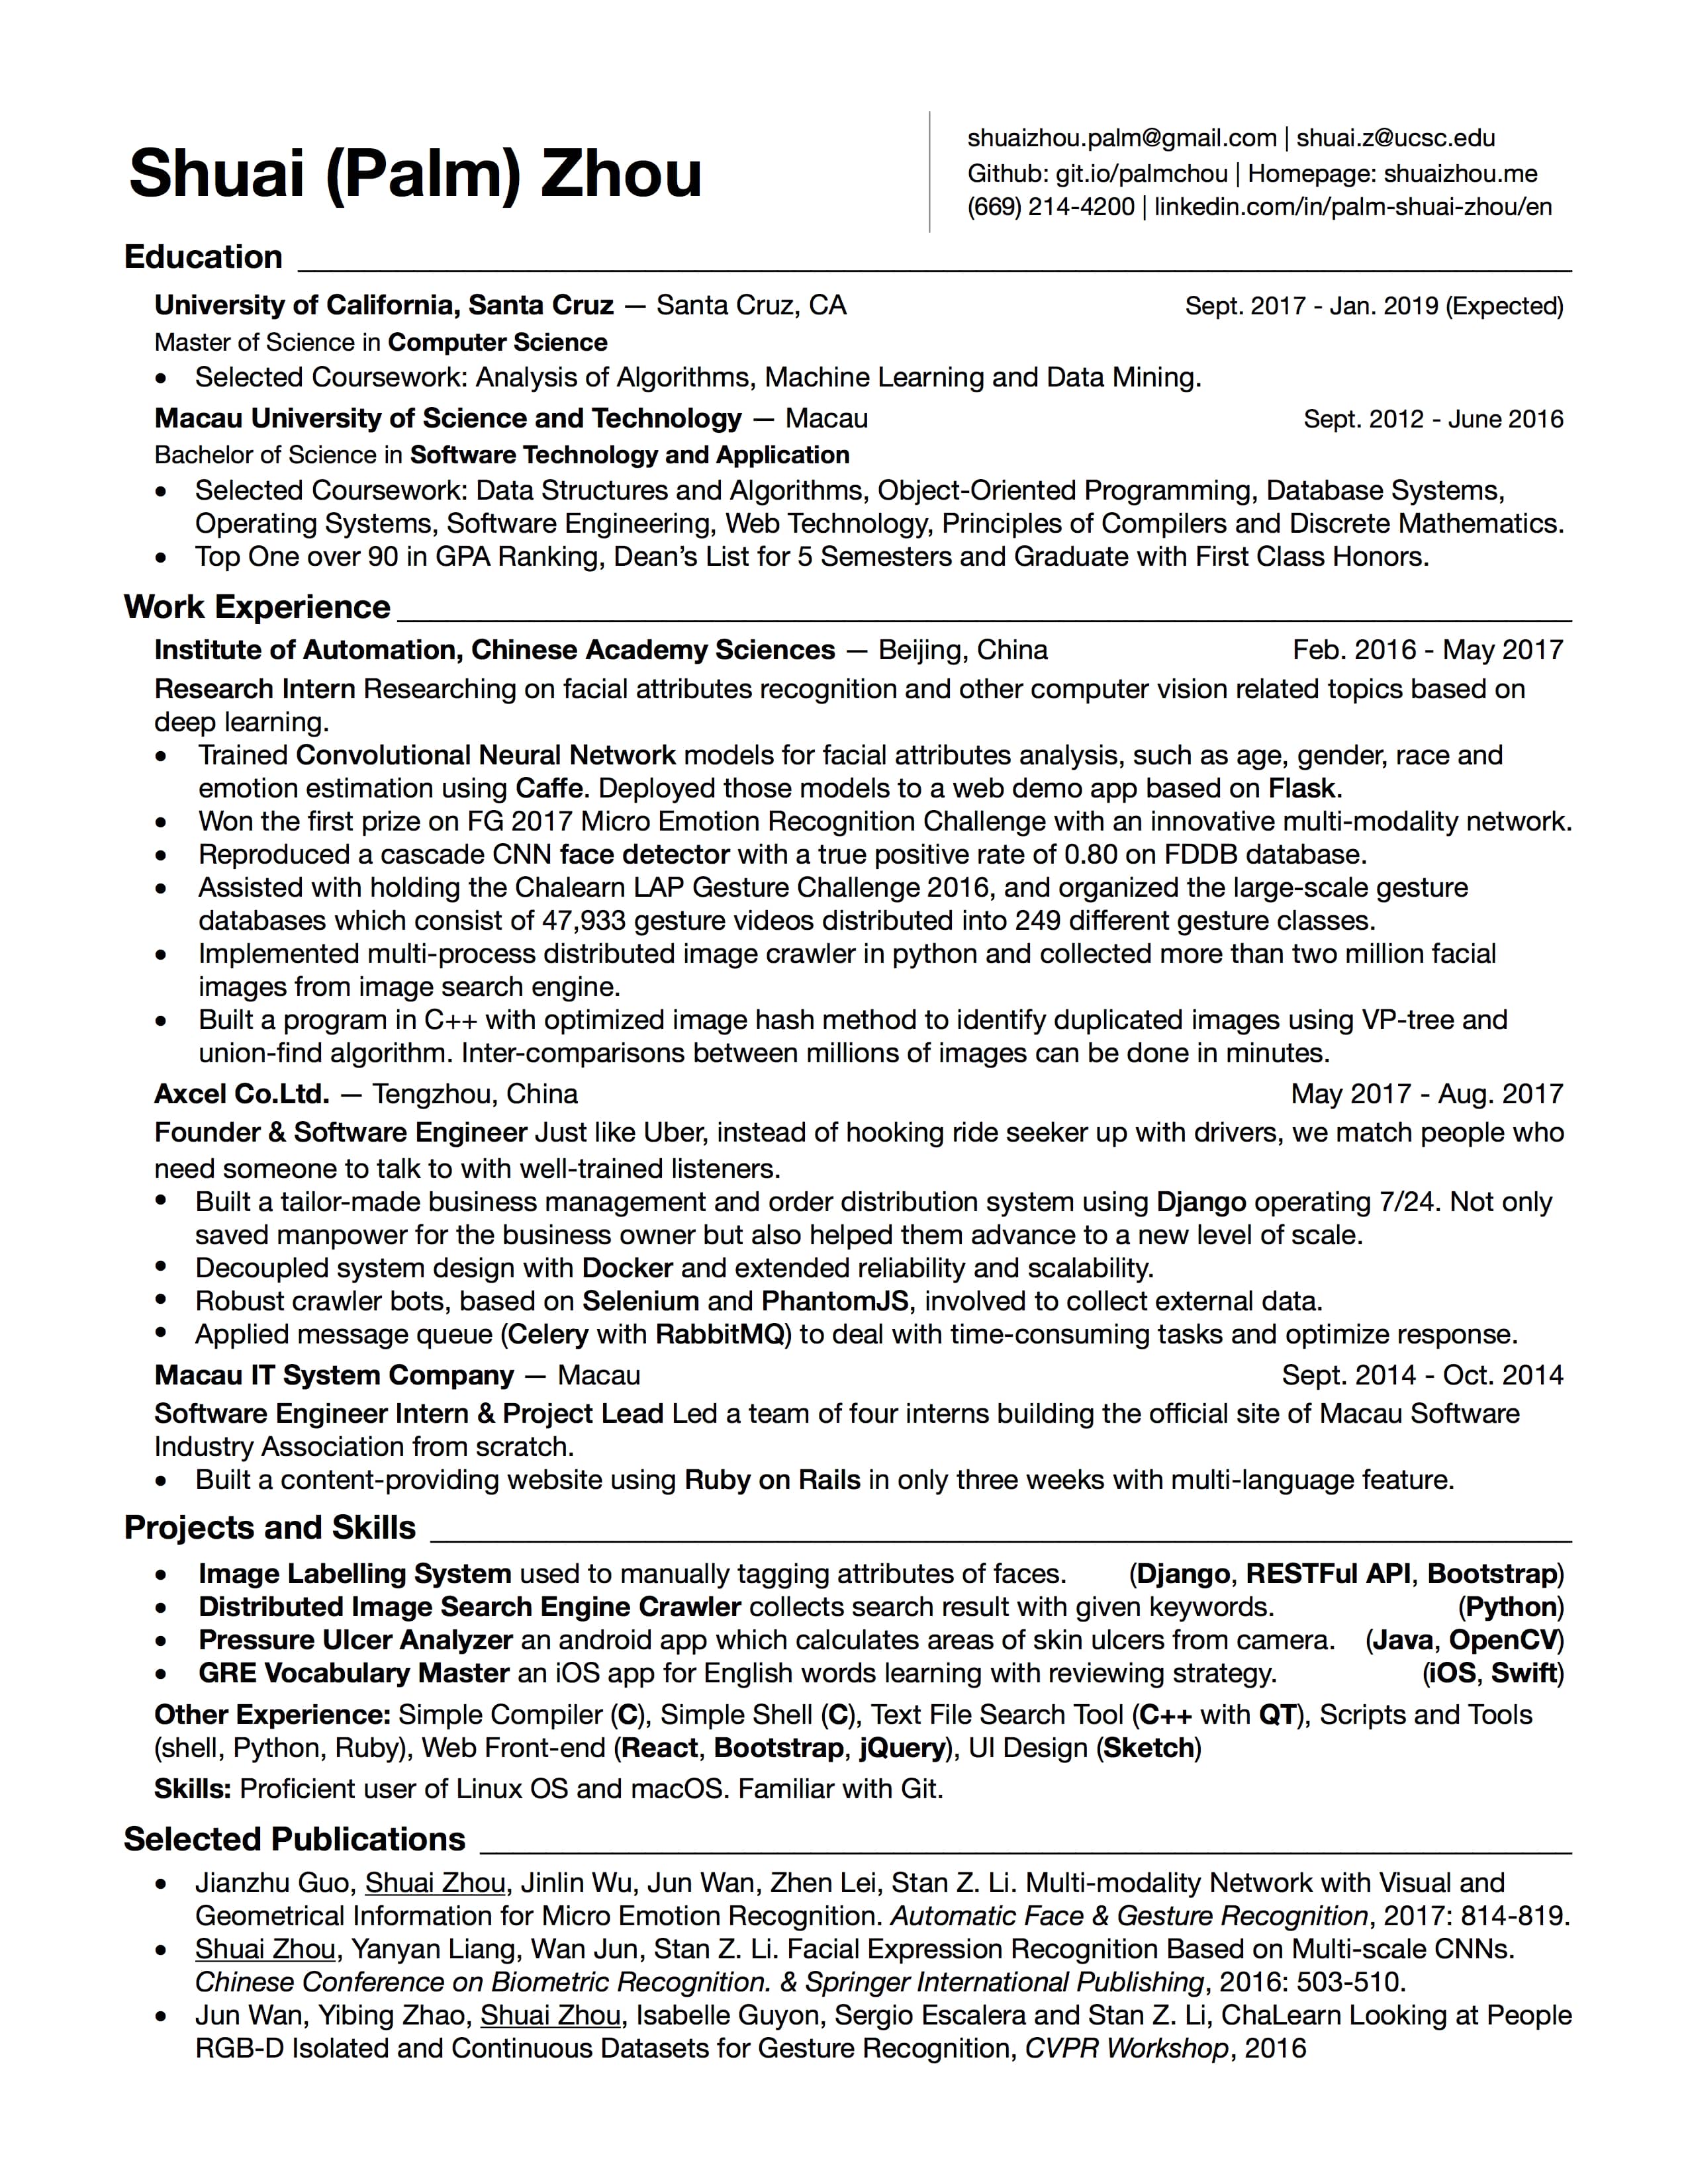 Shuai (Palm) Zhou
shuaizhou.palm@gmail.com | shuai.z@ucsc.edu
Github: git.io/palmchou | Homepage: shuaizhou.me
(669) 214-4200 | linkedin.com/in/palm-shuai-zhou/en
Education
University of California, Santa Cruz — Santa Cruz, CA Sept. 2017 - Jan. 2019 (Expected)
Master of Science in Computer Science
• Selected Coursework: Analysis of Algorithms, Machine Learning and Data Mining.
Macau University of Science and Technology — Macau Sept. 2012 - June 2016
Bachelor of Science in Software Technology and Application
• Selected Coursework: Data Structures and Algorithms, Object-Oriented Programming, Database Systems,
Operating Systems, Software Engineering, Web Technology, Principles of Compilers and Discrete Mathematics.
• Top One over 90 in GPA Ranking, Dean’s List for 5 Semesters and Graduate with First Class Honors.
Work Experience
Institute of Automation, Chinese Academy Sciences — Beijing, China Feb. 2016 - May 2017
Research Intern Researching on facial attributes recognition and other computer vision related topics based on
deep learning.
• Trained Convolutional Neural Network models for facial attributes analysis, such as age, gender, race and
emotion estimation using Caffe. Deployed those models to a web demo app based on Flask.
• Won the first prize on FG 2017 Micro Emotion Recognition Challenge with an innovative multi-modality network.
• Reproduced a cascade CNN face detector with a true positive rate of 0.80 on FDDB database.
• Assisted with holding the Chalearn LAP Gesture Challenge 2016, and organized the large-scale gesture
databases which consist of 47,933 gesture videos distributed into 249 different gesture classes.
• Implemented multi-process distributed image crawler in python and collected more than two million facial
images from image search engine.
• Built a program in C++ with optimized image hash method to identify duplicated images using VP-tree and
union-find algorithm. Inter-comparisons between millions of images can be done in minutes.
Axcel Co.Ltd. — Tengzhou, China May 2017 - Aug. 2017
Founder & Software Engineer Just like Uber, instead of hooking ride seeker up with drivers, we match people who
need someone to talk to with well-trained listeners.
• Built a tailor-made business management and order distribution system using Django operating 7/24. Not only
saved manpower for the business owner but also helped them advance to a new level of scale.
• Decoupled system design with Docker and extended reliability and scalability.
• Robust crawler bots, based on Selenium and PhantomJS, involved to collect external data.
• Applied message queue (Celery with RabbitMQ) to deal with time-consuming tasks and optimize response.
Macau IT System Company — Macau Sept. 2014 - Oct. 2014
Software Engineer Intern & Project Lead Led a team of four interns building the official site of Macau Software
Industry Association from scratch.
• Built a content-providing website using Ruby on Rails in only three weeks with multi-language feature.
Projects and Skills
• Image Labelling System used to manually tagging attributes of faces. (Django, RESTFul API, Bootstrap)
• Distributed Image Search Engine Crawler collects search result with given keywords. (Python)
• Pressure Ulcer Analyzer an android app which calculates areas of skin ulcers from camera. (Java, OpenCV)
• GRE Vocabulary Master an iOS app for English words learning with reviewing strategy. (iOS, Swift)
Other Experience: Simple Compiler (C), Simple Shell (C), Text File Search Tool (C++ with QT), Scripts and Tools
(shell, Python, Ruby), Web Front-end (React, Bootstrap, jQuery), UI Design (Sketch)
Skills: Proficient user of Linux OS and macOS. Familiar with Git.
Selected Publications
• Jianzhu Guo, Shuai Zhou, Jinlin Wu, Jun Wan, Zhen Lei, Stan Z. Li. Multi-modality Network with Visual and
Geometrical Information for Micro Emotion Recognition. Automatic Face & Gesture Recognition, 2017: 814-819.
• Shuai Zhou, Yanyan Liang, Wan Jun, Stan Z. Li. Facial Expression Recognition Based on Multi-scale CNNs.
Chinese Conference on Biometric Recognition. & Springer International Publishing, 2016: 503-510.
• Jun Wan, Yibing Zhao, Shuai Zhou, Isabelle Guyon, Sergio Escalera and Stan Z. Li, ChaLearn Looking at People
RGB-D Isolated and Continuous Datasets for Gesture Recognition, CVPR Workshop, 2016